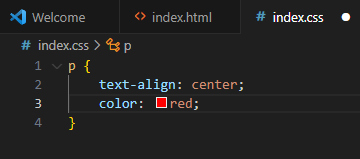 Welcome index.html index.css
index.css > p
1 p {
2 text-align: center;
3 color: red;
4 }